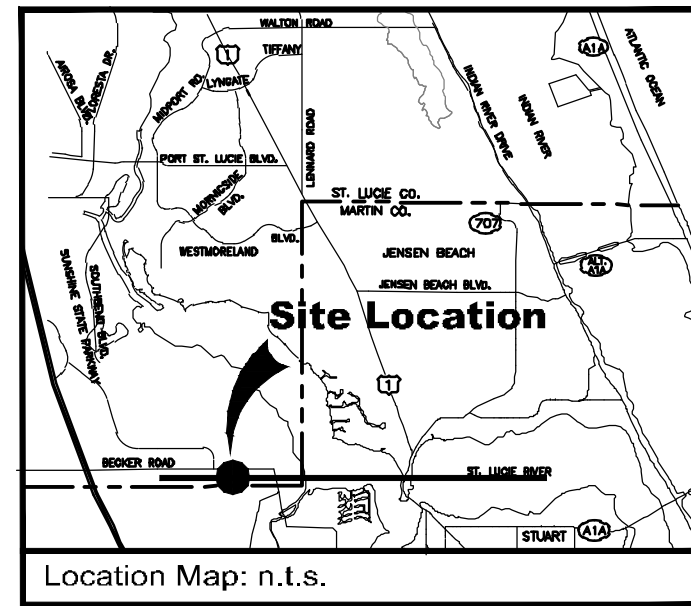 WALTON ROAD
TIFFANY
1
A1A
ATLANTIC OCEAN
AIROSA BLVD.
FLORESTA DR.
MIDPORT RD.
LYNGATE
INDIAN RIVER DRIVE
INDIAN RIVER
LENNARD ROAD
PORT ST. LUCIE BLVD.
MORNINGSIDE
BLVD.
ST. LUCIE CO.
MARTIN CO.
707
WESTMORELAND
BLVD.
JENSEN BEACH
ALT.
A1A
JENSEN BEACH BLVD.
SUNSHINE STATE PARKWAY
SOUTHBEND BLVD.
Site Location
1
BECKER ROAD
ST. LUCIE RIVER
STUART
A1A
Location Map: n.t.s.